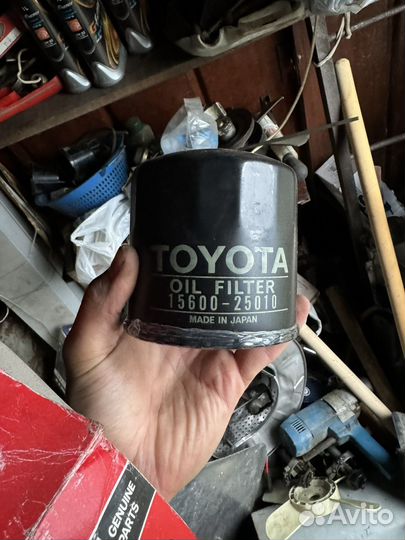 TOYOTA
OIL FILTER
15600-25010
MADE IN JAPAN
GENUINE
PARTS
Avito